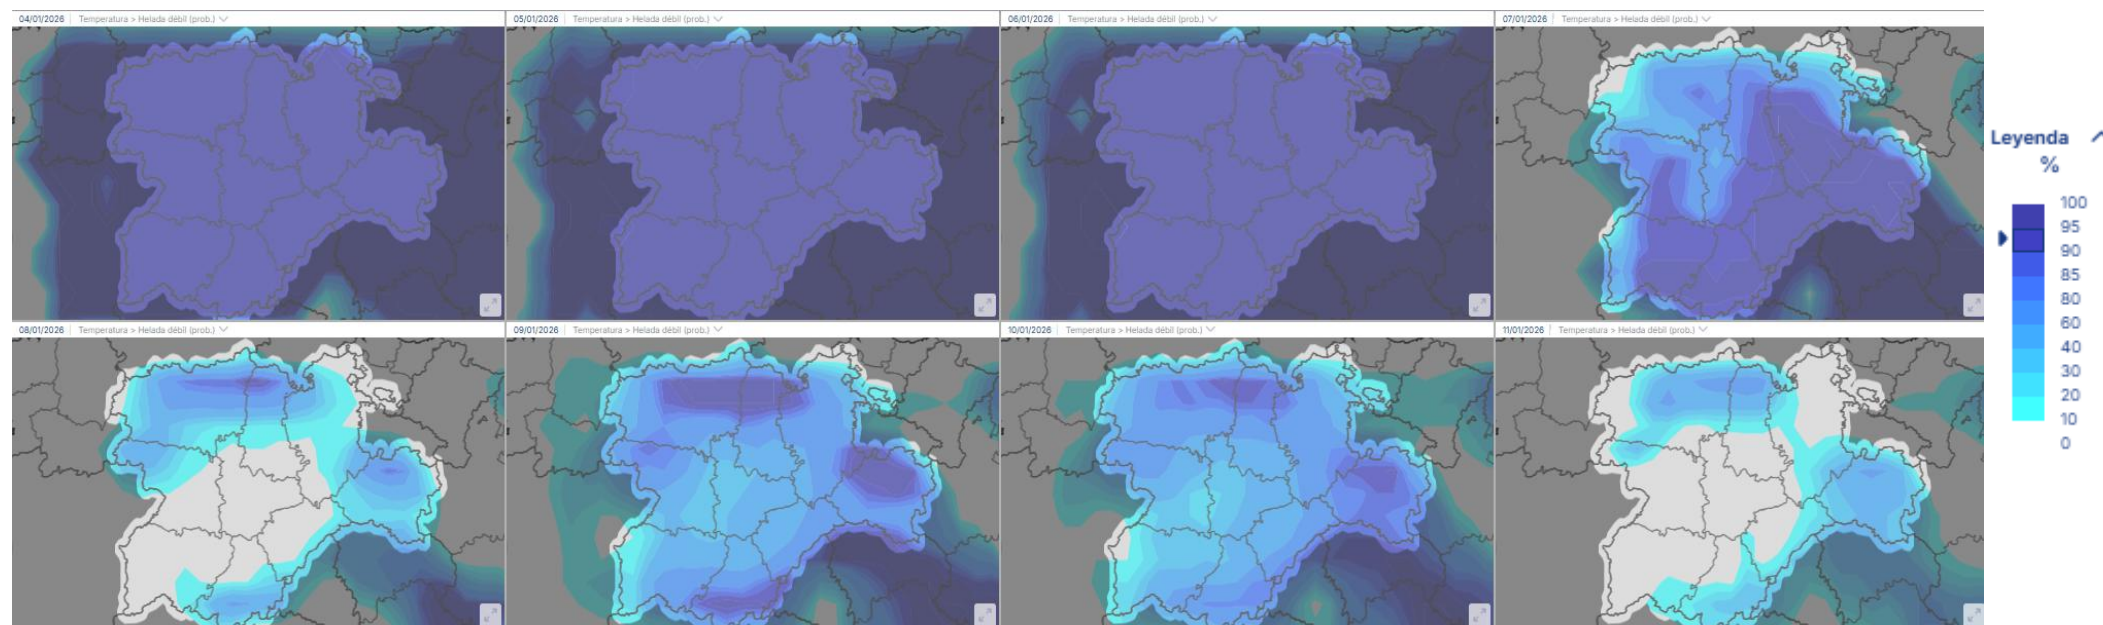 04/01/2026 Temperatura > Helada débil (prob.)
05/01/2026 Temperatura > Helada débil (prob.)
06/01/2026 Temperatura > Helada débil (prob.)
07/01/2026 Temperatura > Helada débil (prob.)
Leyenda
%
100
95
90
85
80
60
40
30
20
10
0
08/01/2026 Temperatura > Helada débil (prob.)
09/01/2026 Temperatura > Helada débil (prob.)
10/01/2026 Temperatura > Helada débil (prob.)
11/01/2026 Temperatura > Helada débil (prob.)